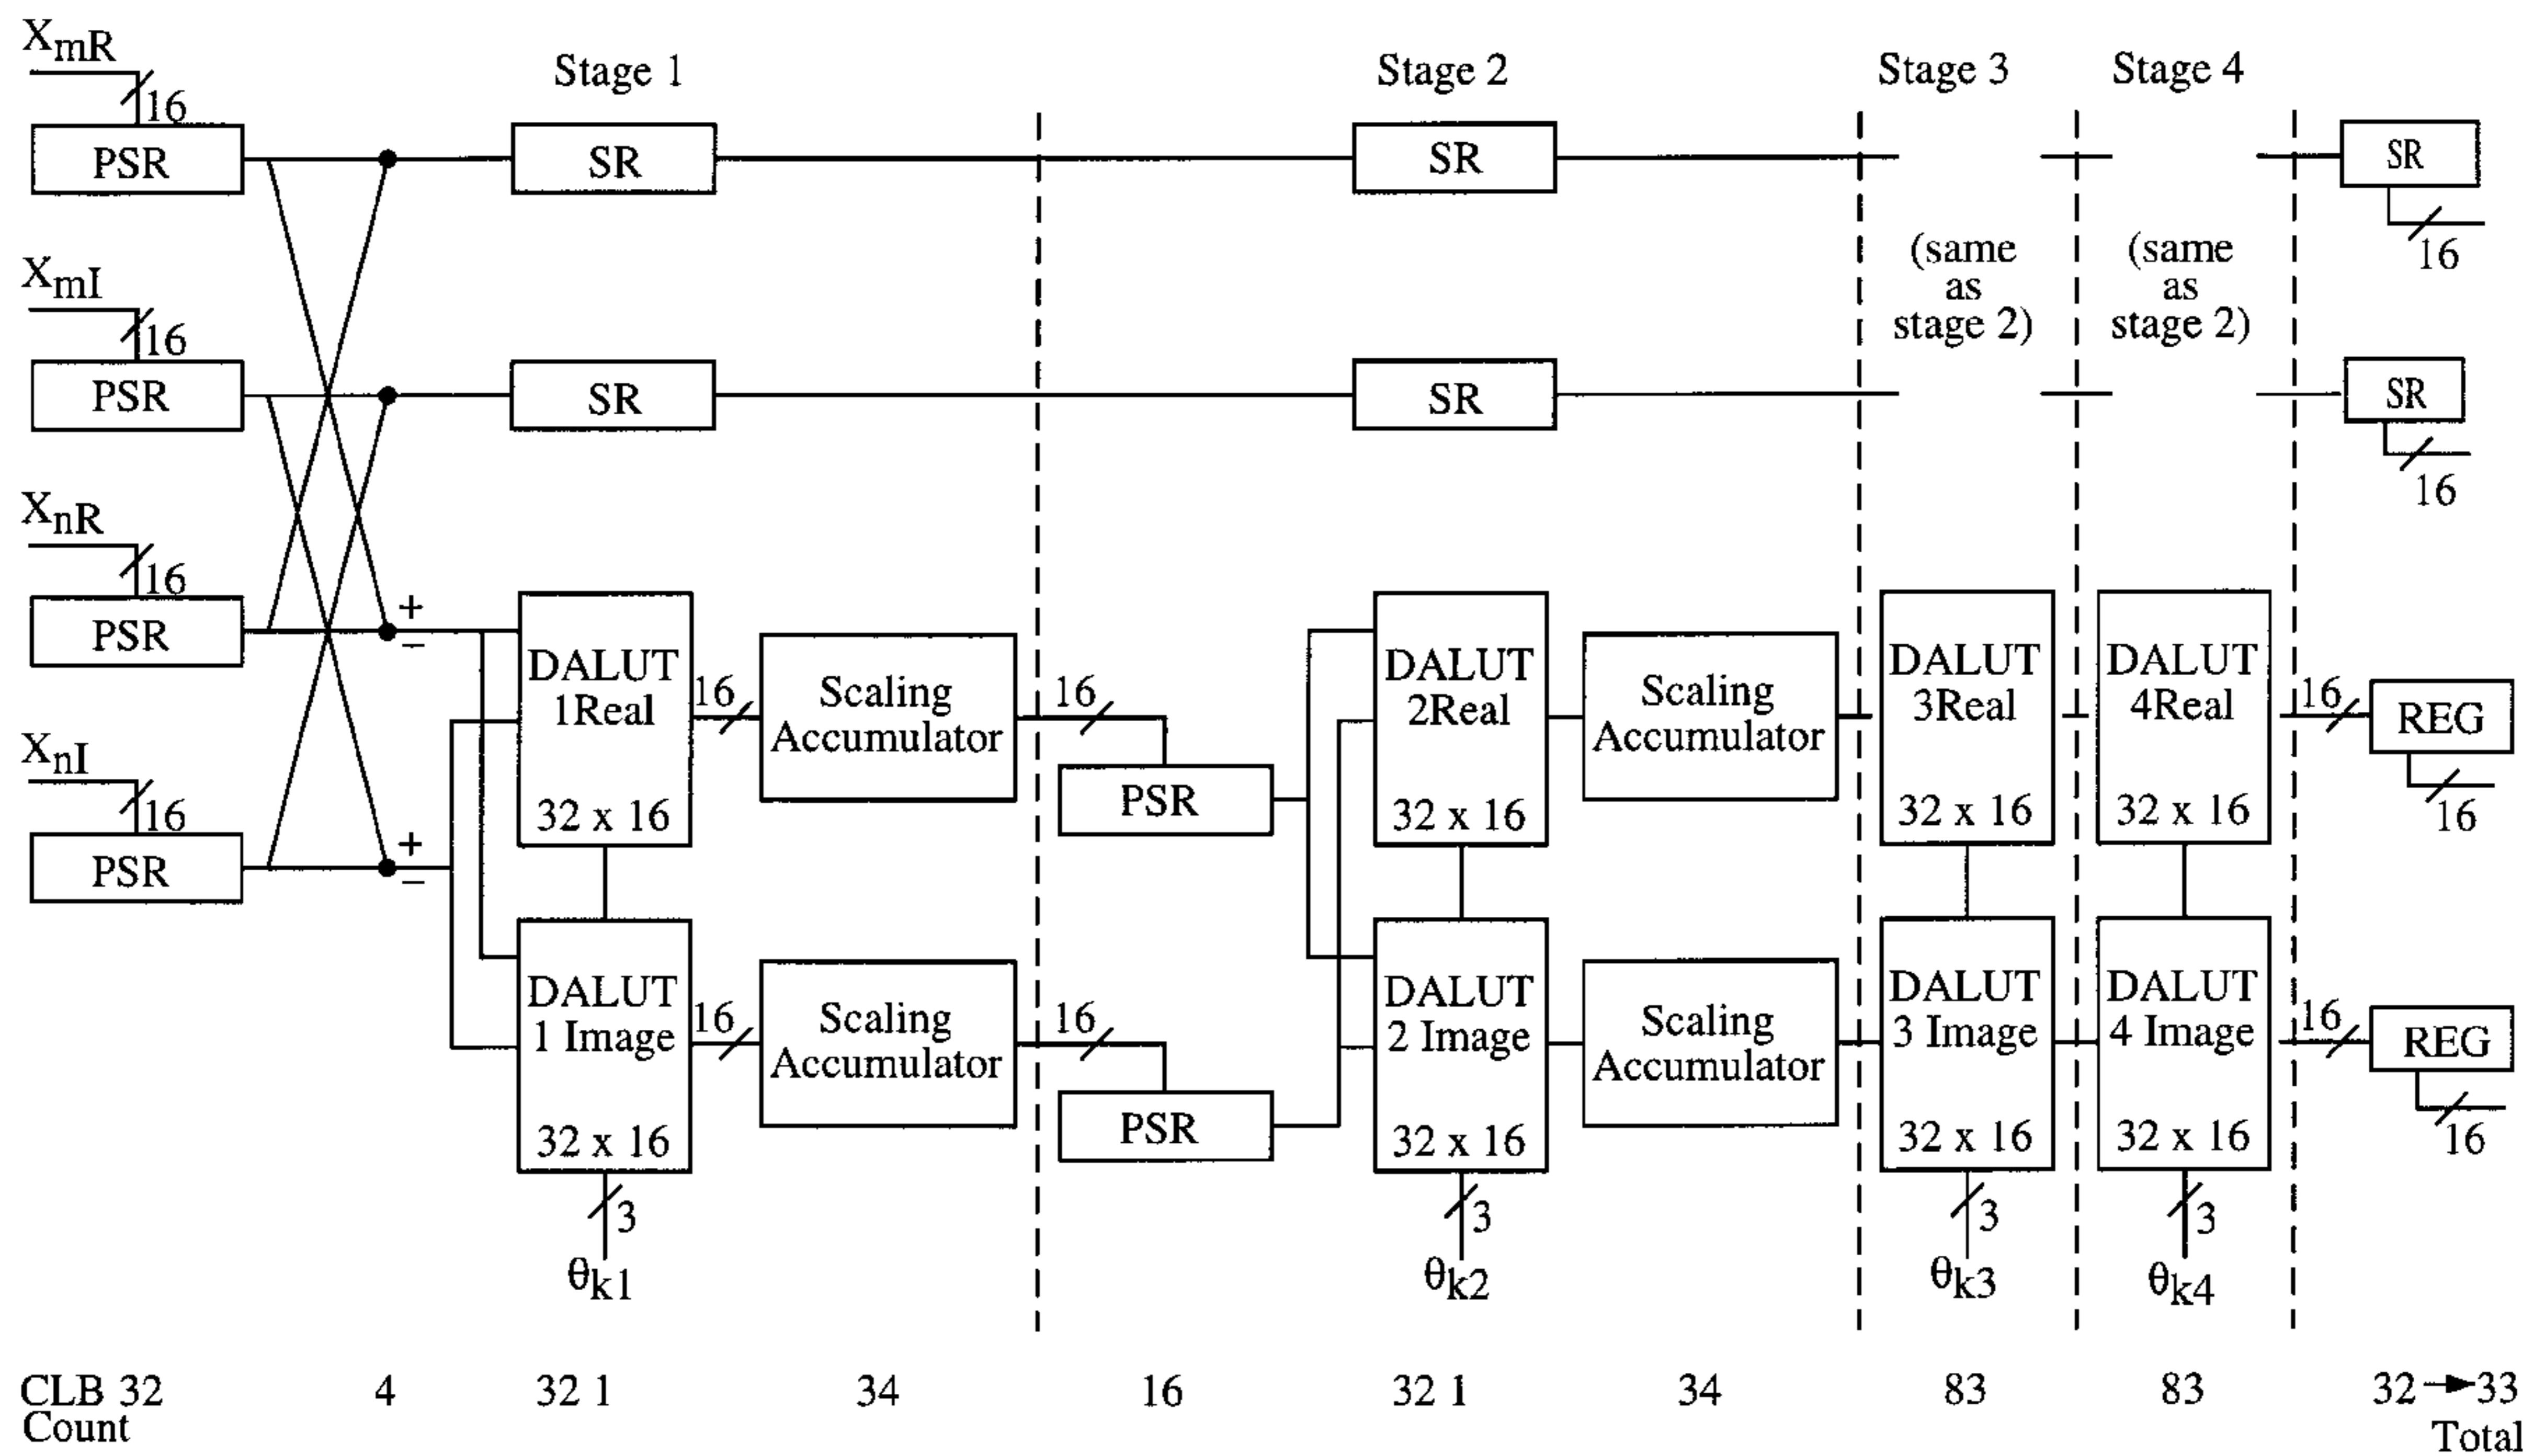 XmR
16
PSR
Stage 1
SR
Stage 2
SR
Stage 3
Stage 4
SR
16
XmI
16
PSR
SR
SR
(same
as
stage 2)
(same
as
stage 2)
SR
16
XnR
16
PSR
+
−
DALUT
1Real
32 x 16
16
Scaling
Accumulator
16
PSR
DALUT
2Real
32 x 16
Scaling
Accumulator
DALUT
3Real
32 x 16
DALUT
4Real
32 x 16
16
REG
16
XnI
16
PSR
+
−
DALUT
1 Image
32 x 16
16
Scaling
Accumulator
16
PSR
DALUT
2 Image
32 x 16
Scaling
Accumulator
DALUT
3 Image
32 x 16
DALUT
4 Image
32 x 16
16
REG
16
3
θk1
3
θk2
3
θk3
3
θk4
CLB 32 4 32 1 34 16 32 1 34 83 83 32→33
Count Total